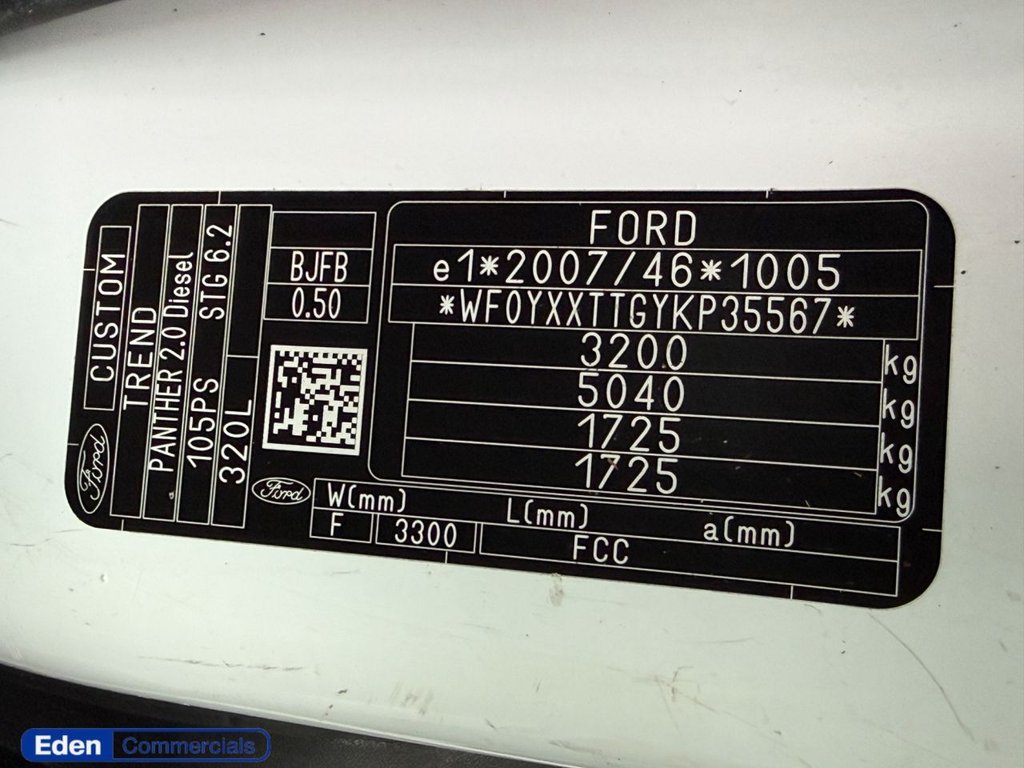 CUSTOM
TREND
PANTHER 2.0 Diesel
105PS STG 6.2
320L
Ford
BJFB
0.50
Ford
FORD
e1*2007/46*1005
*WF0YXXTTGYKP35567*
3200 kg
5040 kg
1725 kg
1725 kg
W(mm) L(mm) a(mm)
F 3300 FCC
Eden Commercials